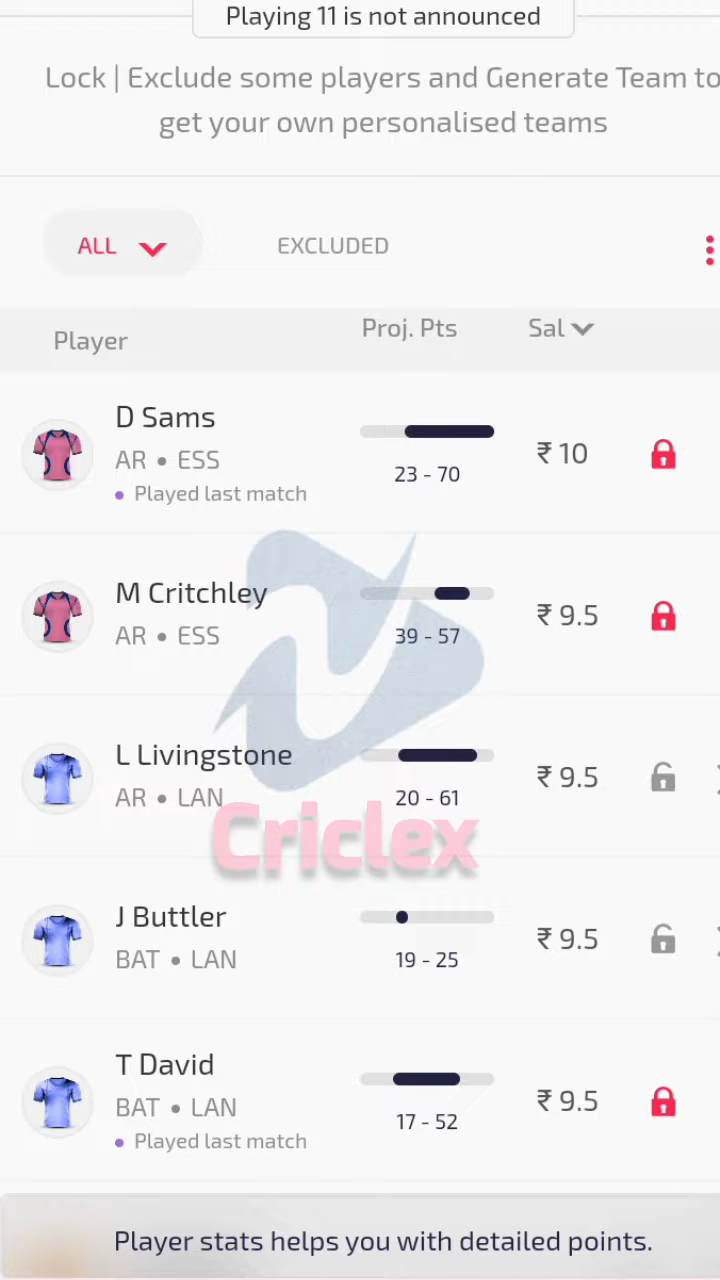 Playing 11 is not announced
Lock | Exclude some players and Generate Team to
get your own personalised teams
ALL
EXCLUDED
Player
Proj. Pts
Sal
D Sams
AR • ESS
Played last match
23 - 70
₹ 10
M Critchley
AR • ESS
39 - 57
₹ 9.5
L Livingstone
AR • LAN
20 - 61
₹ 9.5
Criclex
J Buttler
BAT • LAN
19 - 25
₹ 9.5
T David
BAT • LAN
Played last match
17 - 52
₹ 9.5
Player stats helps you with detailed points.